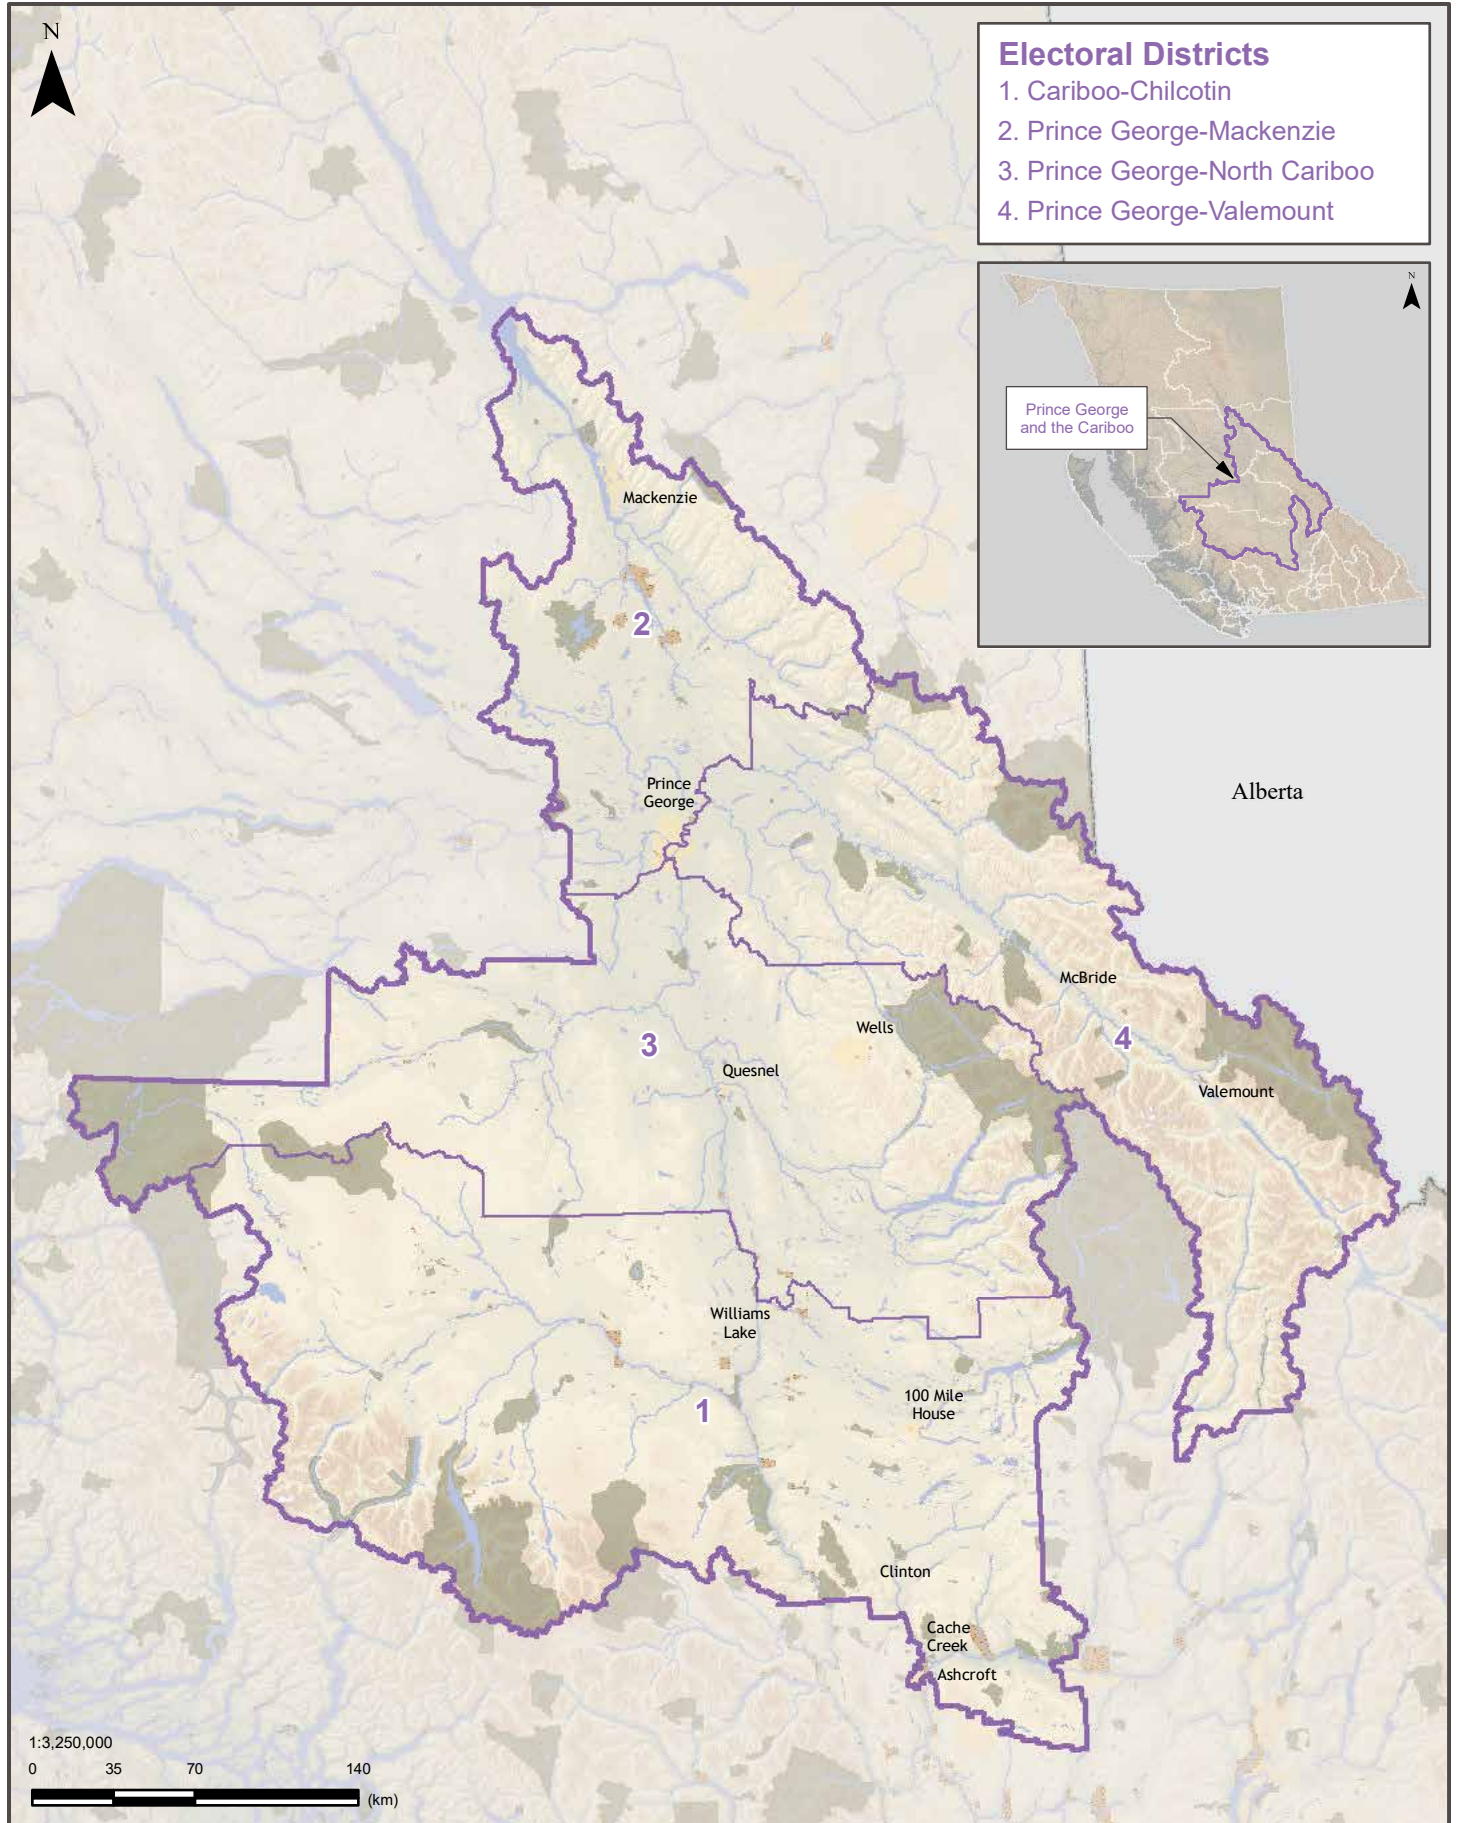 N
Electoral Districts
1. Cariboo-Chilcotin
2. Prince George-Mackenzie
3. Prince George-North Cariboo
4. Prince George-Valemount
N
Prince George
and the Cariboo
Mackenzie
2
Prince
George
Alberta
McBride
Wells
3
4
Quesnel
Valemount
Williams
Lake
100 Mile
House
1
Clinton
Cache
Creek
Ashcroft
1:3,250,000
0 35 70 140
(km)